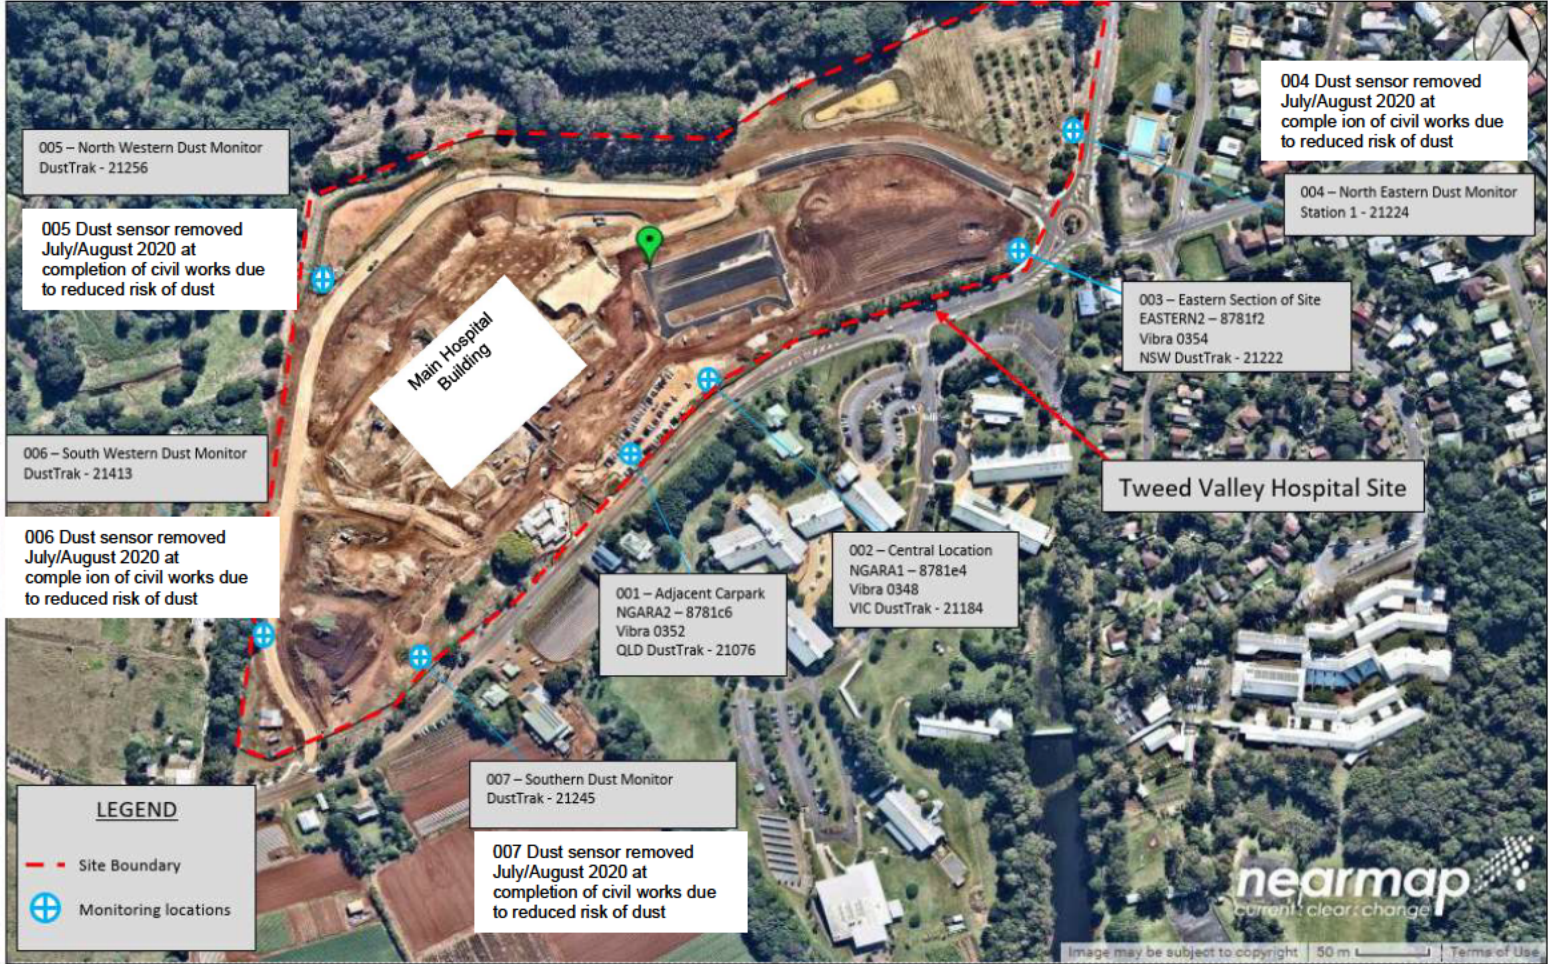 004 Dust sensor removed
July/August 2020 at
comple ion of civil works due
to reduced risk of dust
005 – North Western Dust Monitor
DustTrak - 21256
004 – North Eastern Dust Monitor
Station 1 - 21224
005 Dust sensor removed
July/August 2020 at
completion of civil works due
to reduced risk of dust
003 – Eastern Section of Site
EASTERN2 – 8781f2
Vibra 0354
NSW DustTrak - 21222
Main Hospital
Building
006 – South Western Dust Monitor
DustTrak - 21413
Tweed Valley Hospital Site
006 Dust sensor removed
July/August 2020 at
comple ion of civil works due
to reduced risk of dust
002 – Central Location
NGARA1 – 8781e4
Vibra 0348
VIC DustTrak - 21184
001 – Adjacent Carpark
NGARA2 – 8781c6
Vibra 0352
QLD DustTrak - 21076
007 – Southern Dust Monitor
DustTrak - 21245
007 Dust sensor removed
July/August 2020 at
completion of civil works due
to reduced risk of dust
LEGEND
Site Boundary
Monitoring locations
nearmap
current:clear:change
Image may be subject to copyright
50 m
Terms of Use